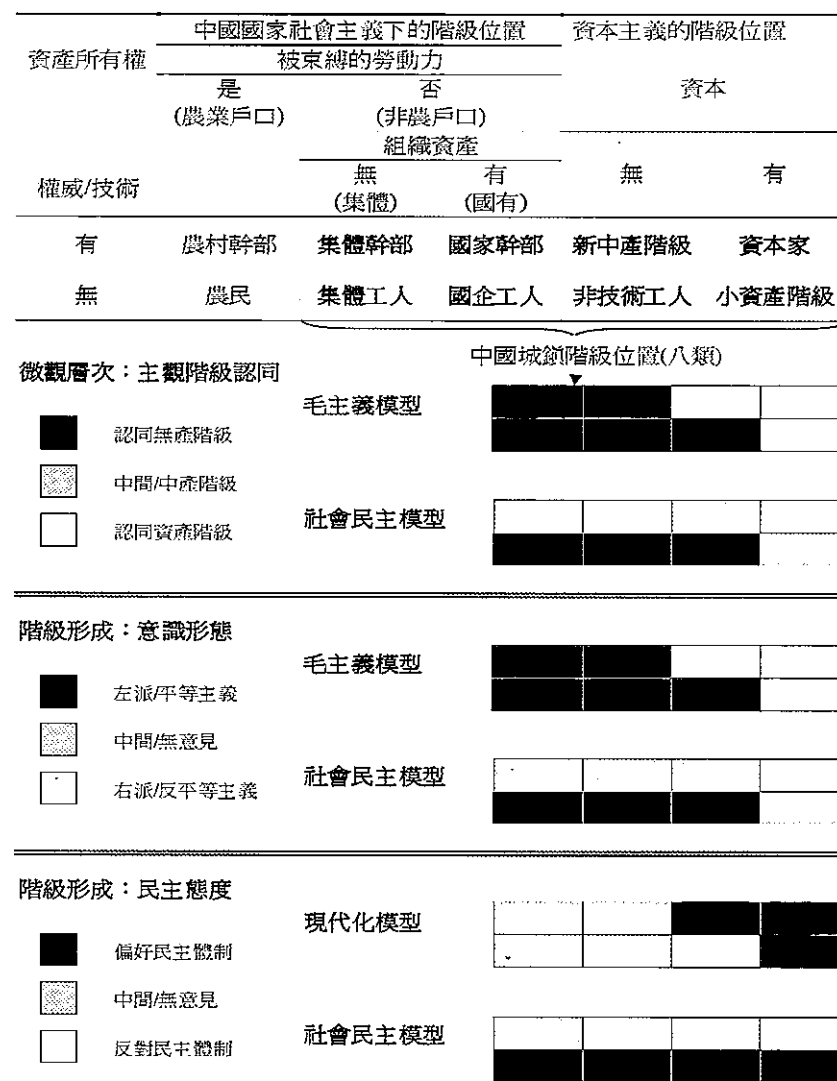 中國國家社會主義下的階級位置 資本主義的階級位置
資產所有權 被束縛的勞動力
是 否 資本
(農業戶口) (非農戶口)
組織資產
無 有 無 有
權威/技術 (集體) (國有)
有 農村幹部 集體幹部 國家幹部 新中產階級 資本家
無 農民 集體工人 國企工人 非技術工人 小資產階級
中國城鎮階級位置(八類)
微觀層次：主觀階級認同
毛主義模型
認同無產階級
中間/中產階級
認同資產階級
社會民主模型
階級形成：意識形態
毛主義模型
左派/平等主義
中間/無意見
右派/反平等主義
社會民主模型
階級形成：民主態度
現代化模型
偏好民主體制
中間/無意見
反對民主體制
社會民主模型